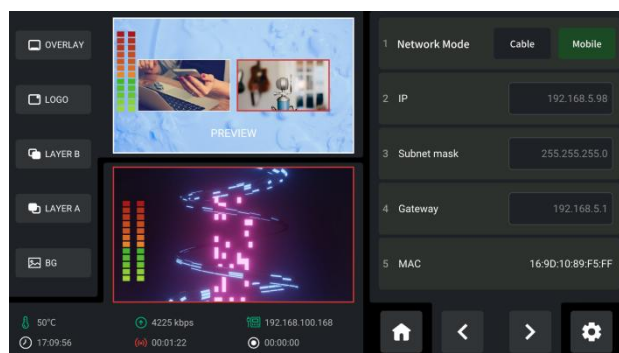 OVERLAY
LOGO
LAYER B
LAYER A
BG
PREVIEW
50°C
4225 kbps
192.168.100.168
17:09:56
00:01:22
00:00:00
1 Network Mode Cable Mobile
2 IP 192.168.5.98
3 Subnet mask 255.255.255.0
4 Gateway 192.168.5.1
5 MAC 16:9D:10:89:F5:FF